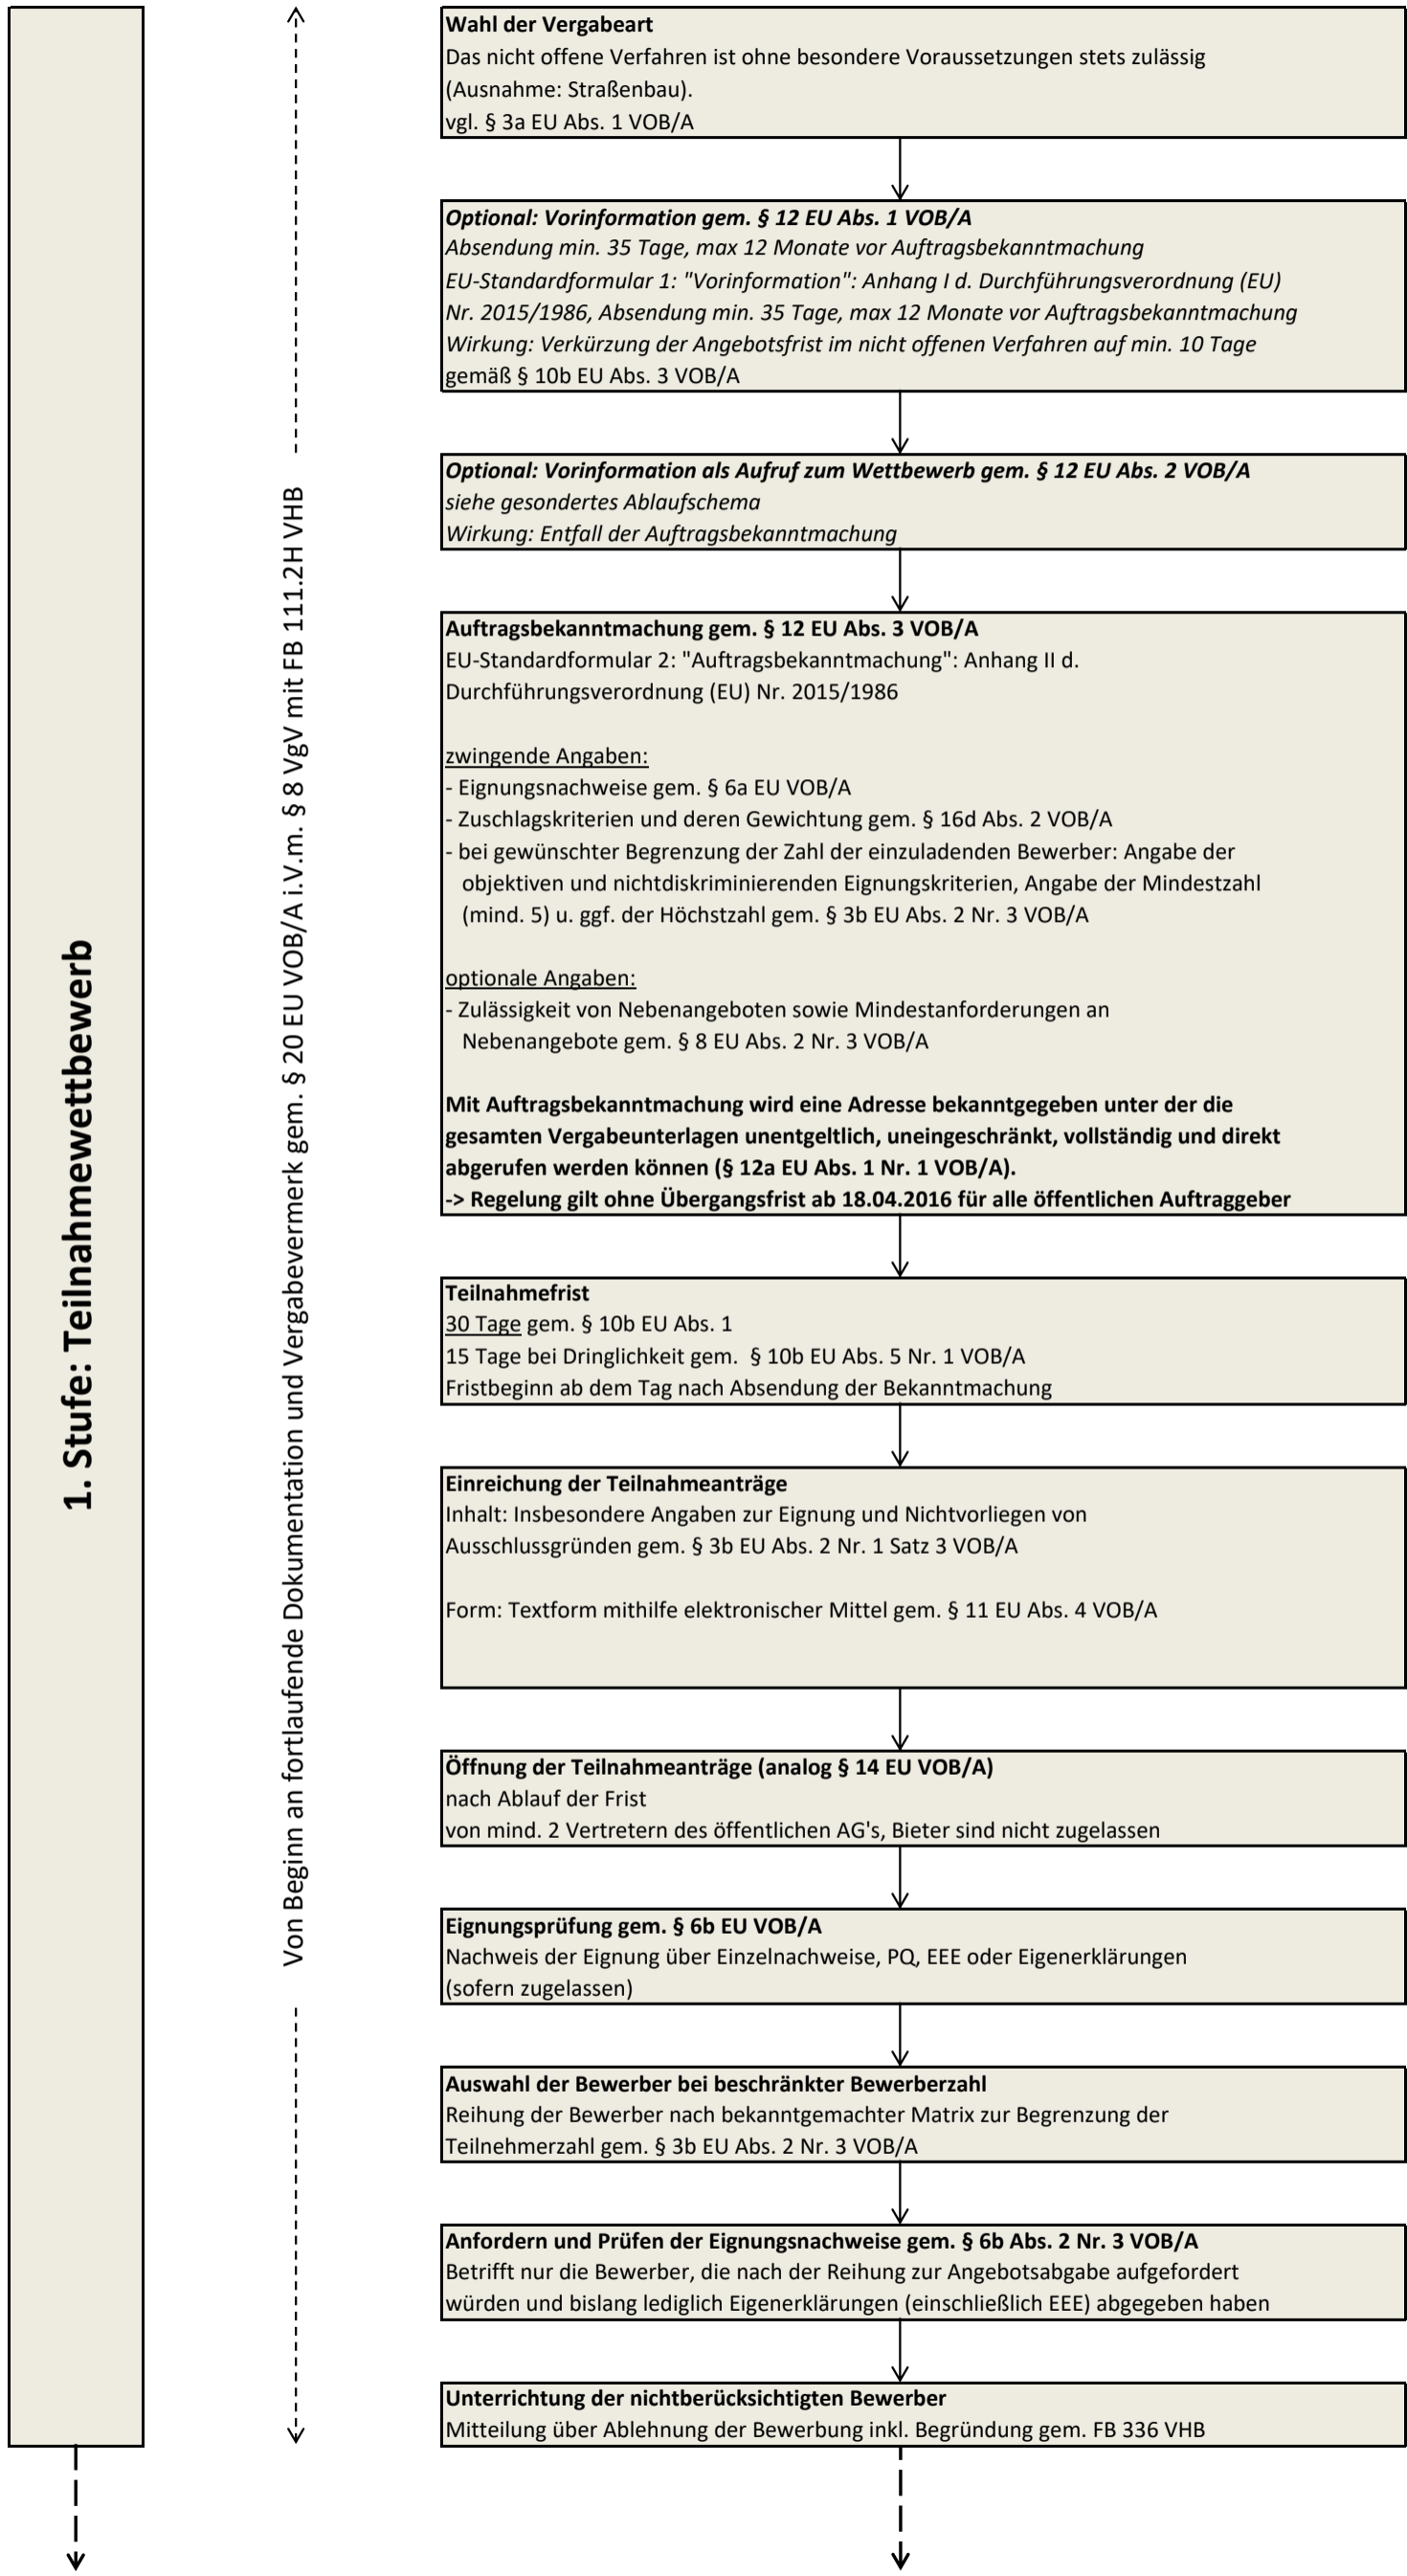 1. Stufe: Teilnahmewettbewerb
Von Beginn an fortlaufende Dokumentation und Vergabevermerk gem. § 20 EU VOB/A i.V.m. § 8 VgV mit FB 111.2H VHB
Wahl der Vergabeart
Das nicht offene Verfahren ist ohne besondere Voraussetzungen stets zulässig
(Ausnahme: Straßenbau).
vgl. § 3a EU Abs. 1 VOB/A
Optional: Vorinformation gem. § 12 EU Abs. 1 VOB/A
Absendung min. 35 Tage, max 12 Monate vor Auftragsbekanntmachung
EU-Standardformular 1: "Vorinformation": Anhang I d. Durchführungsverordnung (EU)
Nr. 2015/1986, Absendung min. 35 Tage, max 12 Monate vor Auftragsbekanntmachung
Wirkung: Verkürzung der Angebotsfrist im nicht offenen Verfahren auf min. 10 Tage
gemäß § 10b EU Abs. 3 VOB/A
Optional: Vorinformation als Aufruf zum Wettbewerb gem. § 12 EU Abs. 2 VOB/A
siehe gesondertes Ablaufschema
Wirkung: Entfall der Auftragsbekanntmachung
Auftragsbekanntmachung gem. § 12 EU Abs. 3 VOB/A
EU-Standardformular 2: "Auftragsbekanntmachung": Anhang II d.
Durchführungsverordnung (EU) Nr. 2015/1986
zwingende Angaben:
- Eignungsnachweise gem. § 6a EU VOB/A
- Zuschlagskriterien und deren Gewichtung gem. § 16d Abs. 2 VOB/A
- bei gewünschter Begrenzung der Zahl der einzuladenden Bewerber: Angabe der
objektiven und nichtdiskriminierenden Eignungskriterien, Angabe der Mindestzahl
(mind. 5) u. ggf. der Höchstzahl gem. § 3b EU Abs. 2 Nr. 3 VOB/A
optionale Angaben:
- Zulässigkeit von Nebenangeboten sowie Mindestanforderungen an
Nebenangebote gem. § 8 EU Abs. 2 Nr. 3 VOB/A
Mit Auftragsbekanntmachung wird eine Adresse bekanntgegeben unter der die
gesamten Vergabeunterlagen unentgeltlich, uneingeschränkt, vollständig und direkt
abgerufen werden können (§ 12a EU Abs. 1 Nr. 1 VOB/A).
-> Regelung gilt ohne Übergangsfrist ab 18.04.2016 für alle öffentlichen Auftraggeber
Teilnahmefrist
30 Tage gem. § 10b EU Abs. 1
15 Tage bei Dringlichkeit gem. § 10b EU Abs. 5 Nr. 1 VOB/A
Fristbeginn ab dem Tag nach Absendung der Bekanntmachung
Einreichung der Teilnahmeanträge
Inhalt: Insbesondere Angaben zur Eignung und Nichtvorliegen von
Ausschlussgründen gem. § 3b EU Abs. 2 Nr. 1 Satz 3 VOB/A
Form: Textform mithilfe elektronischer Mittel gem. § 11 EU Abs. 4 VOB/A
Öffnung der Teilnahmeanträge (analog § 14 EU VOB/A)
nach Ablauf der Frist
von mind. 2 Vertretern des öffentlichen AG's, Bieter sind nicht zugelassen
Eignungsprüfung gem. § 6b EU VOB/A
Nachweis der Eignung über Einzelnachweise, PQ, EEE oder Eigenerklärungen
(sofern zugelassen)
Auswahl der Bewerber bei beschränkter Bewerberzahl
Reihung der Bewerber nach bekanntgemachter Matrix zur Begrenzung der
Teilnehmerzahl gem. § 3b EU Abs. 2 Nr. 3 VOB/A
Anfordern und Prüfen der Eignungsnachweise gem. § 6b Abs. 2 Nr. 3 VOB/A
Betrifft nur die Bewerber, die nach der Reihung zur Angebotsabgabe aufgefordert
würden und bislang lediglich Eigenerklärungen (einschließlich EEE) abgegeben haben
Unterrichtung der nichtberücksichtigten Bewerber
Mitteilung über Ablehnung der Bewerbung inkl. Begründung gem. FB 336 VHB